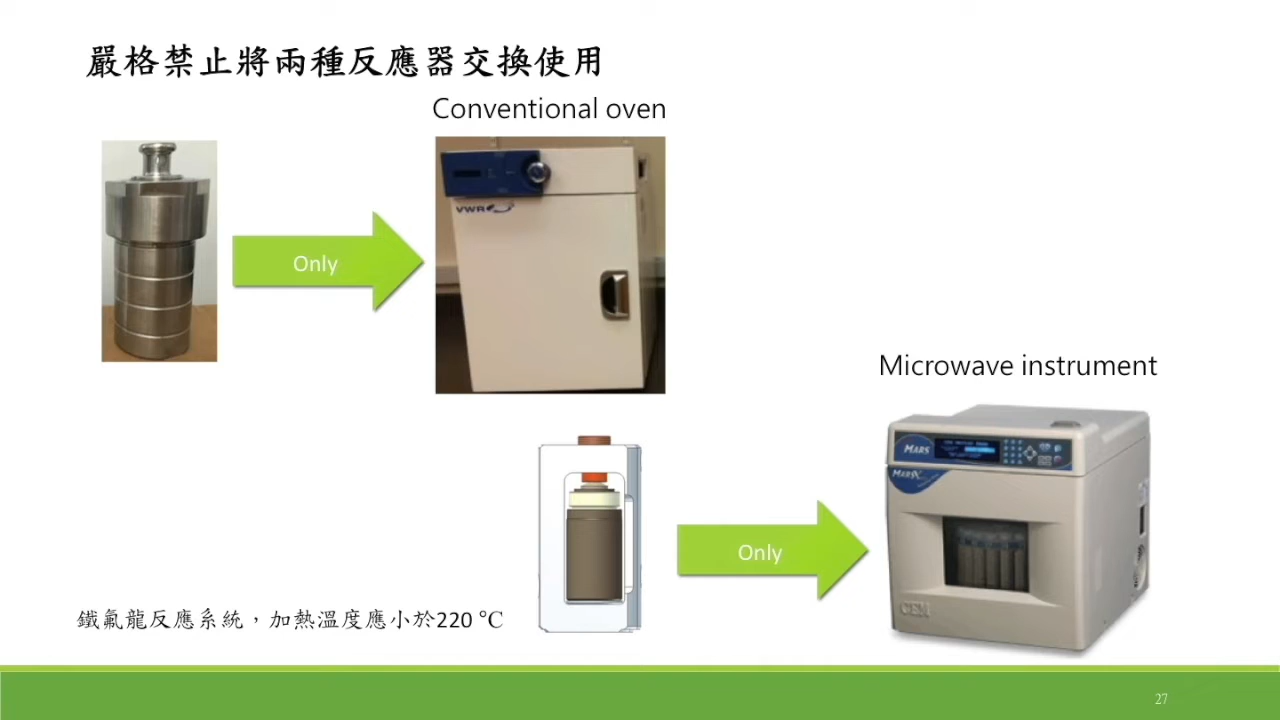 嚴格禁止將兩種反應器交換使用
Conventional oven
VWR
Only
Microwave instrument
MARS
MARSX
Only
CEM
鐵氟龍反應系統，加熱溫度應小於220 ℃
27